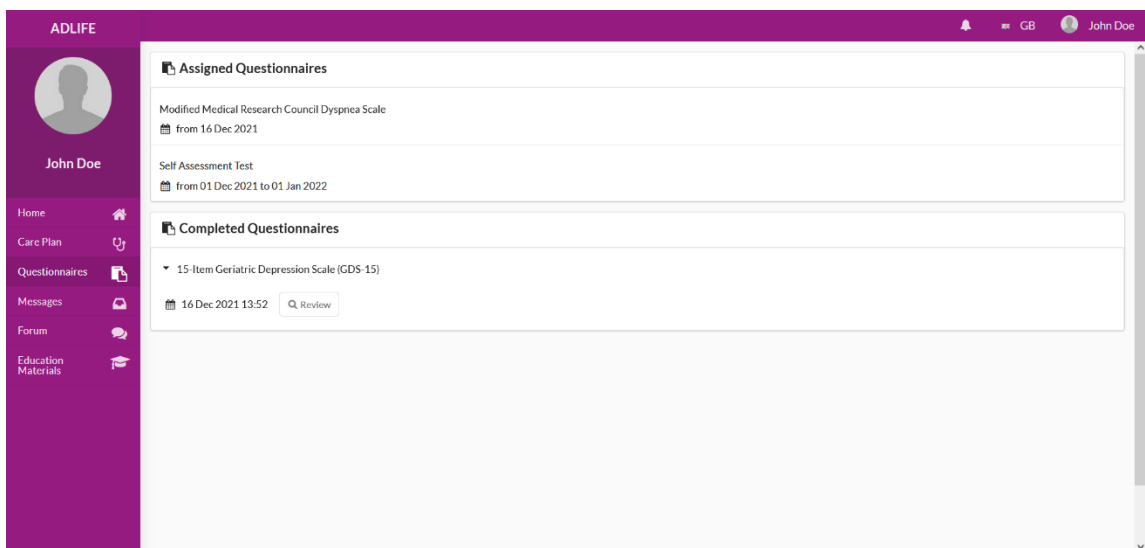 ADLIFE
GB
John Doe
John Doe
Home
Care Plan
Questionnaires
Messages
Forum
Education
Materials
Assigned Questionnaires
Modified Medical Research Council Dyspnea Scale
from 16 Dec 2021
Self Assessment Test
from 01 Dec 2021 to 01 Jan 2022
Completed Questionnaires
15-Item Geriatric Depression Scale (GDS-15)
16 Dec 2021 13:52 Review